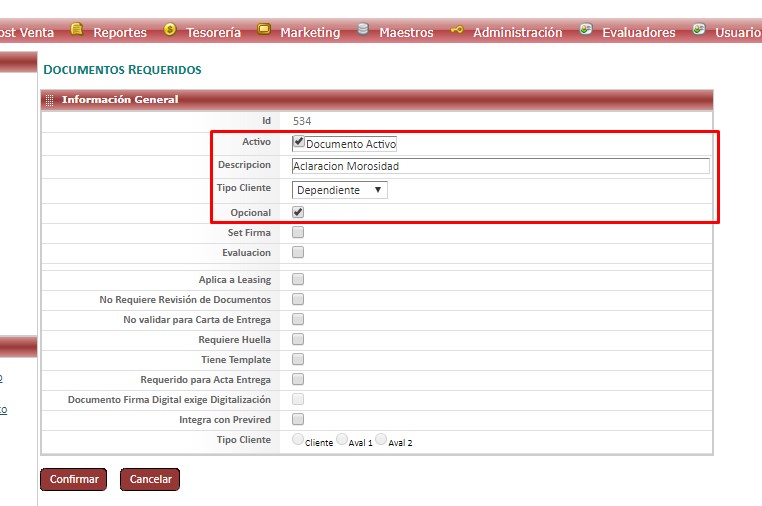 ost Venta Reportes Tesorería Marketing Maestros Administración Evaluadores Usuario
DOCUMENTOS REQUERIDOS
Información General
Id 534
Activo Documento Activo
Descripcion Aclaracion Morosidad
Tipo Cliente Dependiente
Opcional
Set Firma
Evaluacion
Aplica a Leasing
No Requiere Revisión de Documentos
No validar para Carta de Entrega
Requiere Huella
Tiene Template
Requerido para Acta Entrega
o
Documento Firma Digital exige Digitalización
to
Integra con Previred
Tipo Cliente Cliente Aval 1 Aval 2
Confirmar Cancelar